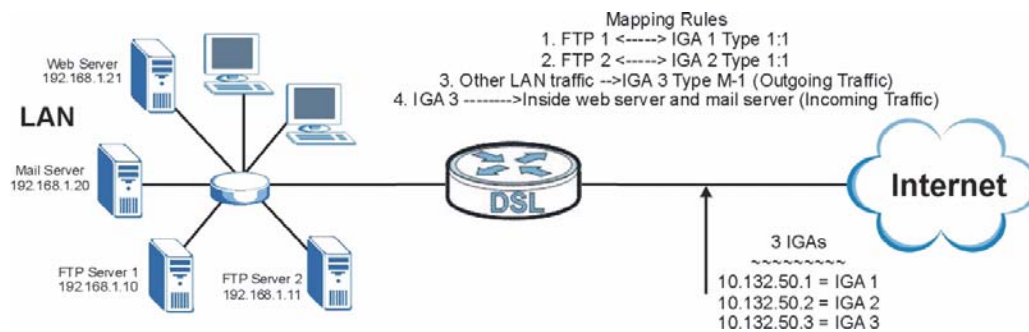 Mapping Rules
1. FTP 1 <-----> IGA 1 Type 1:1
2. FTP 2 <-----> IGA 2 Type 1:1
3. Other LAN traffic -->IGA 3 Type M-1 (Outgoing Traffic)
4. IGA 3 -------->Inside web server and mail server (Incoming Traffic)
Web Server
192.168.1.21
LAN
Mail Server
192.168.1.20
FTP Server 1
192.168.1.10
FTP Server 2
192.168.1.11
DSL
Internet
3 IGAs
~~~~~~~~~
10.132.50.1 = IGA 1
10.132.50.2 = IGA 2
10.132.50.3 = IGA 3